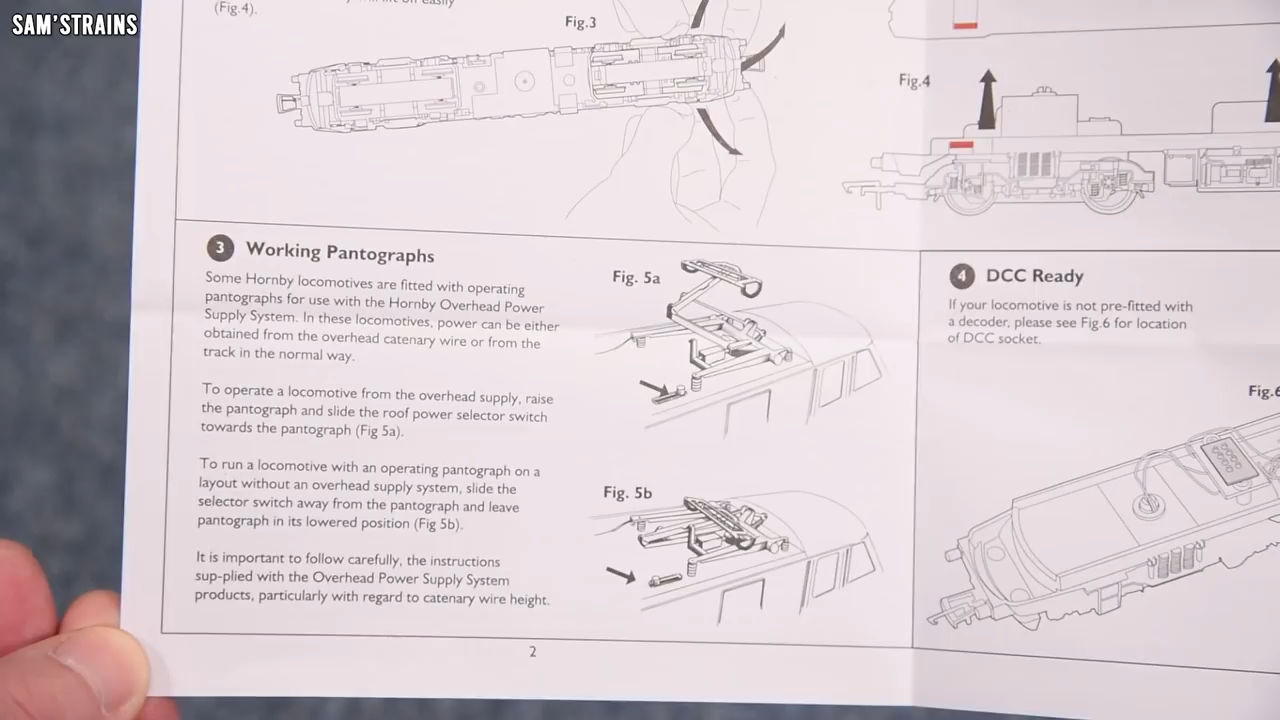 SAM'STRAINS
(Fig.4).
easily
Fig.3
Fig.4
3 Working Pantographs
Some Hornby locomotives are fitted with operating
pantographs for use with the Hornby Overhead Power
Supply System. In these locomotives, power can be either
obtained from the overhead catenary wire or from the
track in the normal way.
To operate a locomotive from the overhead supply, raise
the pantograph and slide the roof power selector switch
towards the pantograph (Fig 5a).
To run a locomotive with an operating pantograph on a
layout without an overhead supply system, slide the
selector switch away from the pantograph and leave
pantograph in its lowered position (Fig 5b).
It is important to follow carefully, the instructions
sup-plied with the Overhead Power Supply System
products, particularly with regard to catenary wire height.
Fig. 5a
Fig. 5b
4 DCC Ready
If your locomotive is not pre-fitted with
a decoder, please see Fig.6 for location
of DCC socket.
Fig.6
2